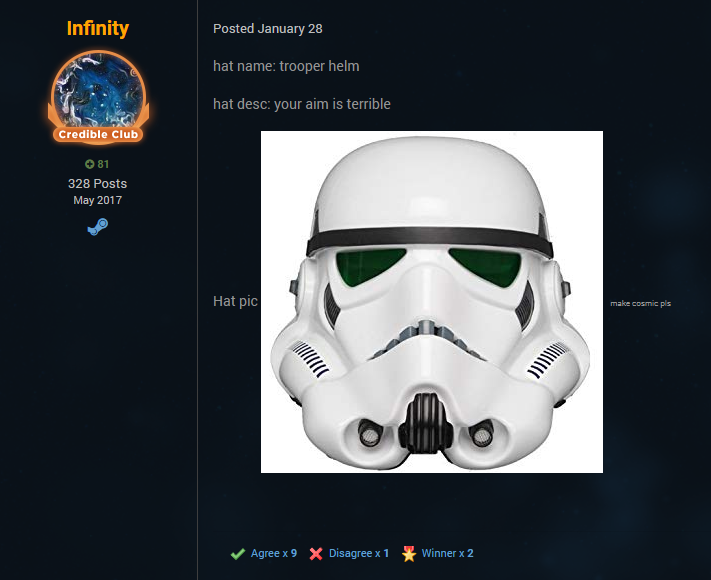 Infinity
Credible Club
81
328 Posts
May 2017
Posted January 28
hat name: trooper helm
hat desc: your aim is terrible
Hat pic
make cosmic pls
Agree x 9 Disagree x 1 Winner x 2